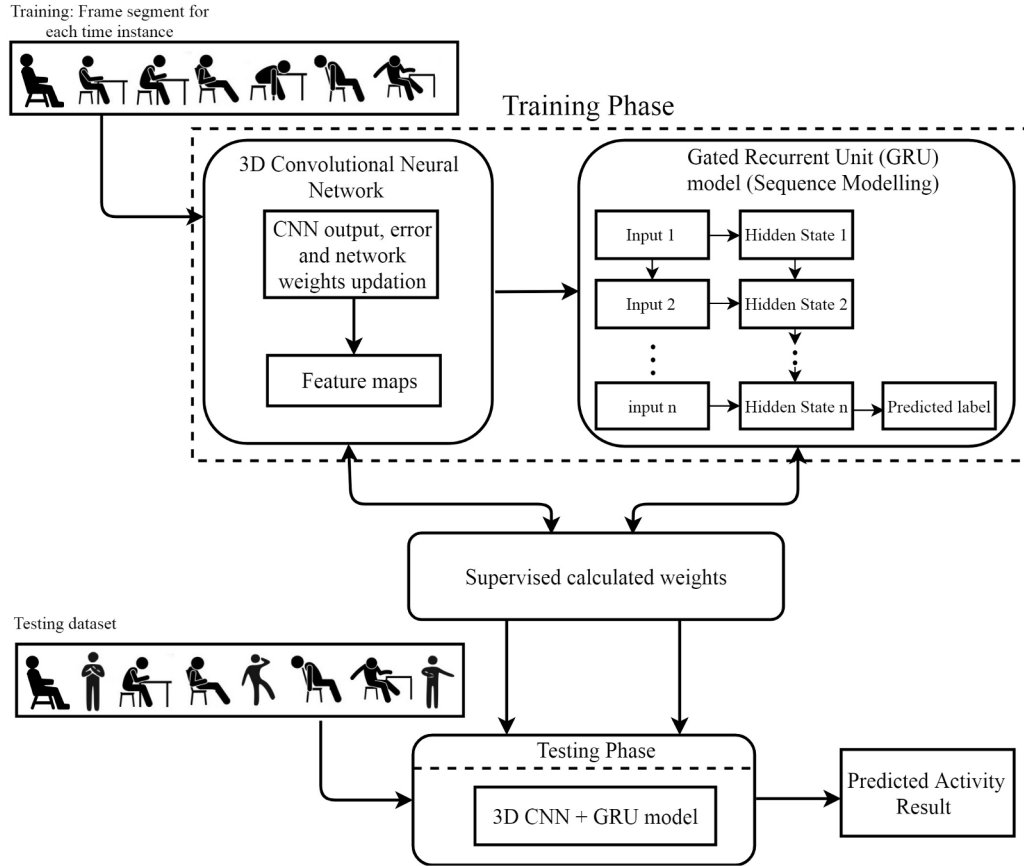 Training: Frame segment for
each time instance
Training Phase
3D Convolutional Neural
Network
CNN output, error
and network
weights updation
Feature maps
Gated Recurrent Unit (GRU)
model (Sequence Modelling)
Input 1
Hidden State 1
Input 2
Hidden State 2
input n
Hidden State n
Predicted label
Supervised calculated weights
Testing dataset
Testing Phase
3D CNN + GRU model
Predicted Activity
Result